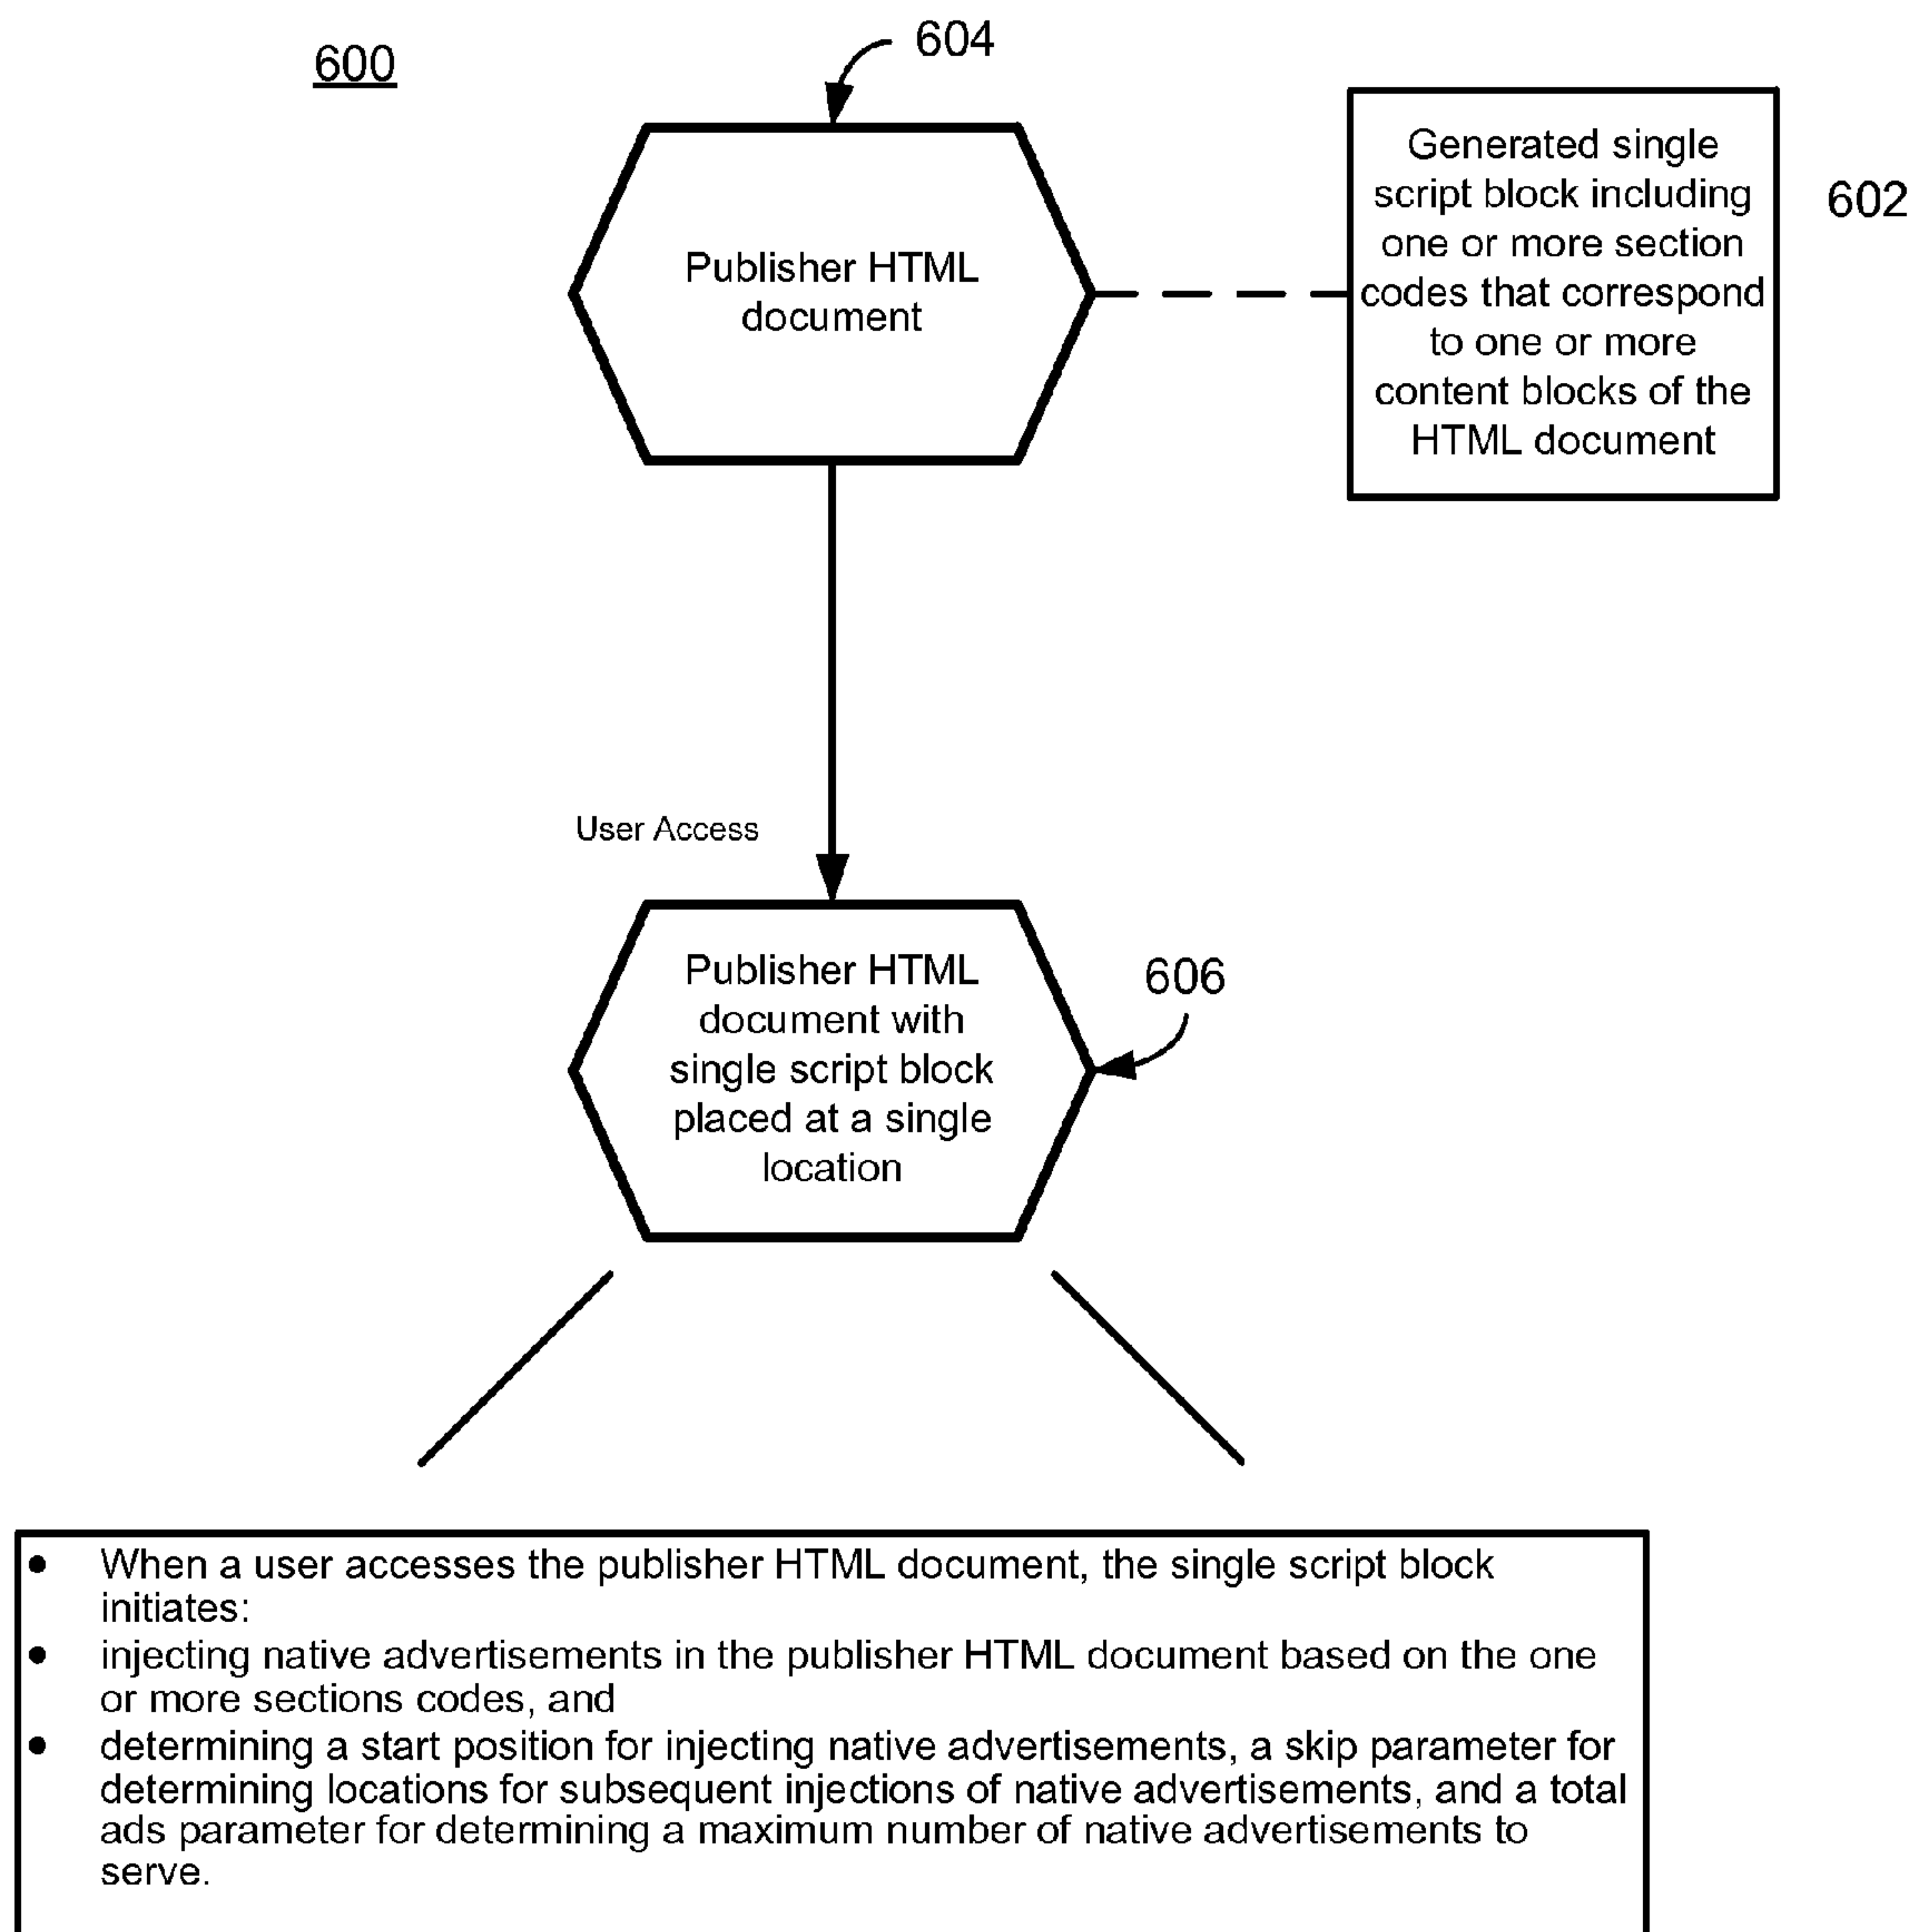 604
600
Generated single
script block including
one or more section
codes that correspond
to one or more
content blocks of the
HTML document
602
Publisher HTML
document
User Access
Publisher HTML
document with
single script block
placed at a single
location
606
• When a user accesses the publisher HTML document, the single script block
initiates:
• injecting native advertisements in the publisher HTML document based on the one
or more sections codes, and
• determining a start position for injecting native advertisements, a skip parameter for
determining locations for subsequent injections of native advertisements, and a total
ads parameter for determining a maximum number of native advertisements to
serve.